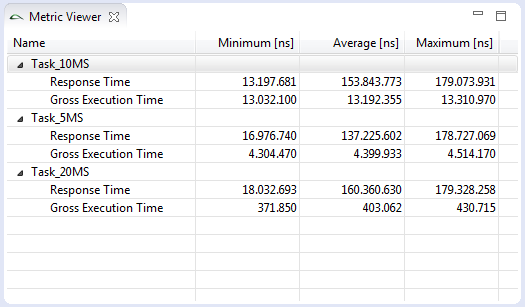 Metric Viewer
Name Minimum [ns] Average [ns] Maximum [ns]
Task_10MS
Response Time 13.197.681 153.843.773 179.073.931
Gross Execution Time 13.032.100 13.192.355 13.310.970
Task_5MS
Response Time 16.976.740 137.225.602 178.727.069
Gross Execution Time 4.304.470 4.399.933 4.514.170
Task_20MS
Response Time 18.032.693 160.360.630 179.328.258
Gross Execution Time 371.850 403.062 430.715